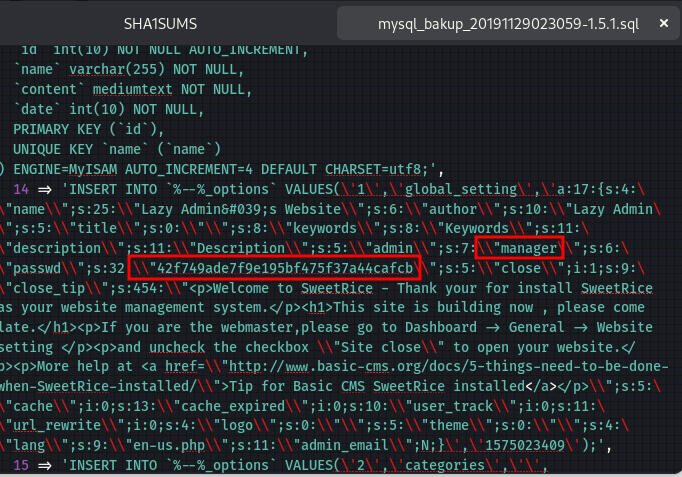 SHA1SUMS
mysql_bakup_20191129023059-1.5.1.sql ×
`id` int(10) NOT NULL AUTO_INCREMENT,
`name` varchar(255) NOT NULL,
`content` mediumtext NOT NULL,
`date` int(10) NOT NULL,
PRIMARY KEY (`id`),
UNIQUE KEY `name` (`name`)
) ENGINE=MyISAM AUTO_INCREMENT=4 DEFAULT CHARSET=utf8;',
14 => 'INSERT INTO `%--%_options` VALUES(\'1\',\'global_setting\',\'a:17:{s:4:\
\"name\\";s:25:\\"Lazy Admin&#039;s Website\\";s:6:\\"author\\";s:10:\\"Lazy Admin\
\";s:5:\\"title\\";s:0:\\"\\";s:8:\\"keywords\\";s:8:\\"Keywords\\";s:11:
\"description\\";s:11:\\"Description\\";s:5:\\"admin\\";s:7:\\"manager\\";s:6:
\"passwd\\";s:32:\\"42f749ade7f9e195bf475f37a44cafcb\\";s:5:\\"close\\";i:1;s:9:\
\"close_tip\\";s:454:\\"<p>Welcome to SweetRice - Thank your for install SweetRice
as your website management system.</p><h1>This site is building now , please come
late.</h1><p>If you are the webmaster,please go to Dashboard -> General -> Website
setting </p><p>and uncheck the checkbox \\"Site close\\" to open your website.</
p><p>More help at <a href=\\"http://www.basic-cms.org/docs/5-things-need-to-be-done-
when-SweetRice-installed/\\">Tip for Basic CMS SweetRice installed</a></p>\\";s:5:
\"cache\\";i:0;s:13:\\"cache_expired\\";i:0;s:10:\\"user_track\\";i:0;s:11:
\"url_rewrite\\";i:0;s:4:\\"logo\\";s:0:\\"\\";s:5:\\"theme\\";s:0:\\"\\";s:4:
\"lang\\";s:9:\\"en-us.php\\";s:11:\\"admin_email\\";N;}\',\'1575023409\');',
15 => 'INSERT INTO `%--%_options` VALUES(\'2\',\'categories\',\'\',